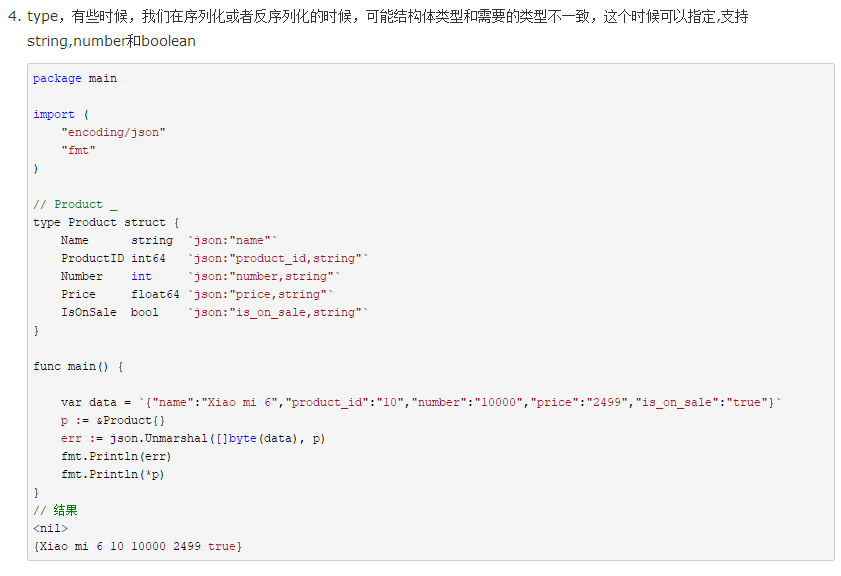 4. type，有些时候，我们在序列化或者反序列化的时候，可能结构体类型和需要的类型不一致，这个时候可以指定,支持
string,number和boolean
package main

import (
    "encoding/json"
    "fmt"
)

// Product _
type Product struct {
    Name      string  `json:"name"`
    ProductID int64   `json:"product_id,string"`
    Number    int     `json:"number,string"`
    Price     float64 `json:"price,string"`
    IsOnSale  bool    `json:"is_on_sale,string"`
}

func main() {

    var data = `{"name":"Xiao mi 6","product_id":"10","number":"10000","price":"2499","is_on_sale":"true"}`
    p := &Product{}
    err := json.Unmarshal([]byte(data), p)
    fmt.Println(err)
    fmt.Println(*p)
}
// 结果
<nil>
{Xiao mi 6 10 10000 2499 true}